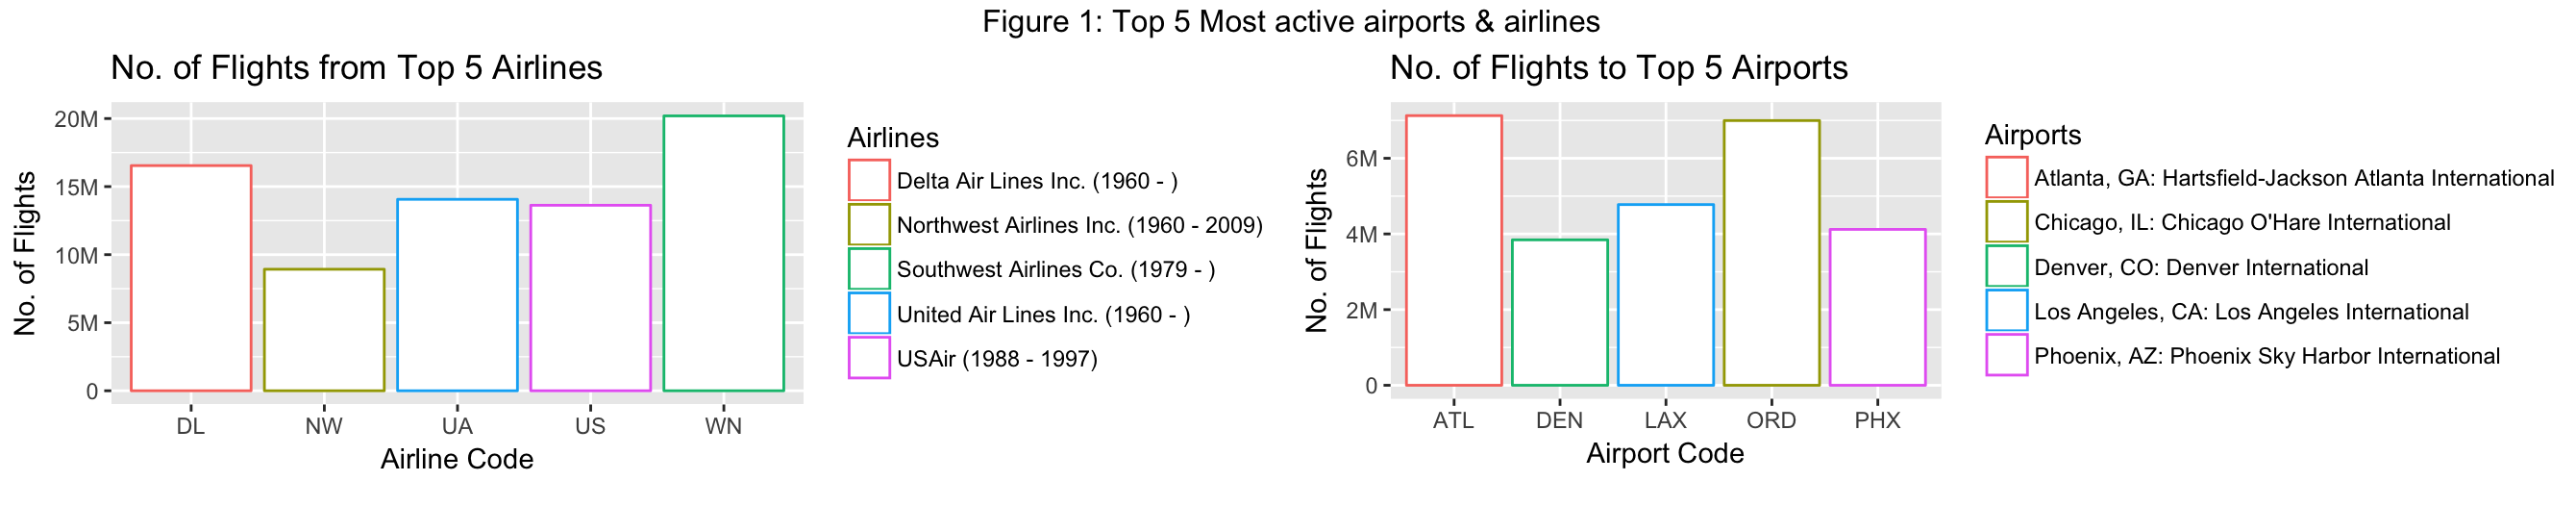 Figure 1: Top 5 Most active airports & airlines
No. of Flights from Top 5 Airlines
No. of Flights
20M
15M
10M
5M
0
DL NW UA US WN
Airline Code
Airlines
Delta Air Lines Inc. (1960 - )
Northwest Airlines Inc. (1960 - 2009)
Southwest Airlines Co. (1979 - )
United Air Lines Inc. (1960 - )
USAir (1988 - 1997)
No. of Flights to Top 5 Airports
No. of Flights
6M
4M
2M
0
ATL DEN LAX ORD PHX
Airport Code
Airports
Atlanta, GA: Hartsfield-Jackson Atlanta International
Chicago, IL: Chicago O'Hare International
Denver, CO: Denver International
Los Angeles, CA: Los Angeles International
Phoenix, AZ: Phoenix Sky Harbor International